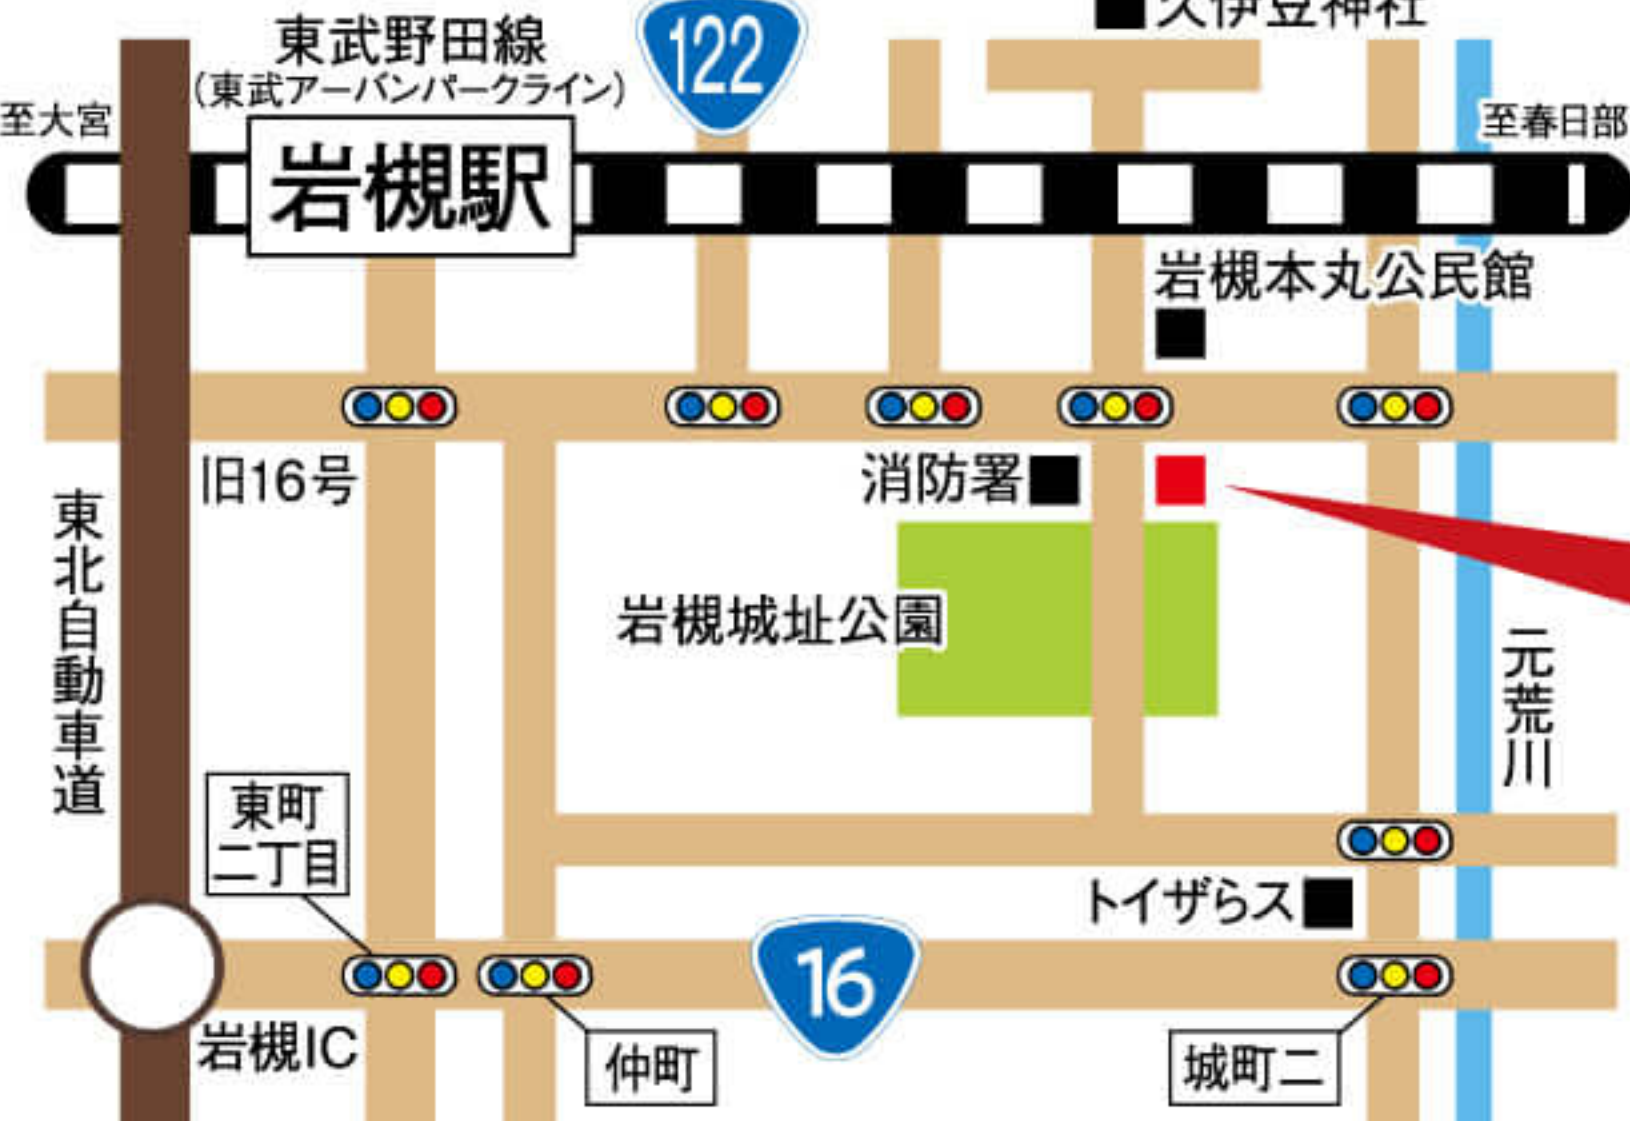 久伊豆神社
東武野田線
122
(東武アーバンパークライン)
至大宮
至春日部
岩槻駅
岩槻本丸公民館
旧16号
消防署
東北自動車道
岩槻城址公園
元荒川
東町
二丁目
トイザらス
16
岩槻IC
仲町
城町二